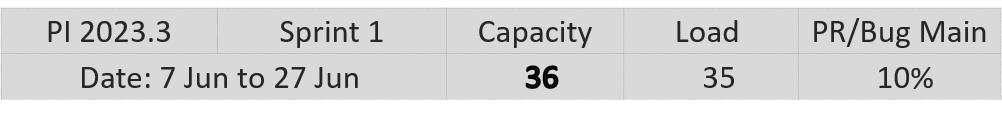 PI 2023.3 Sprint 1 Capacity Load PR/Bug Main
Date: 7 Jun to 27 Jun 36 35 10%